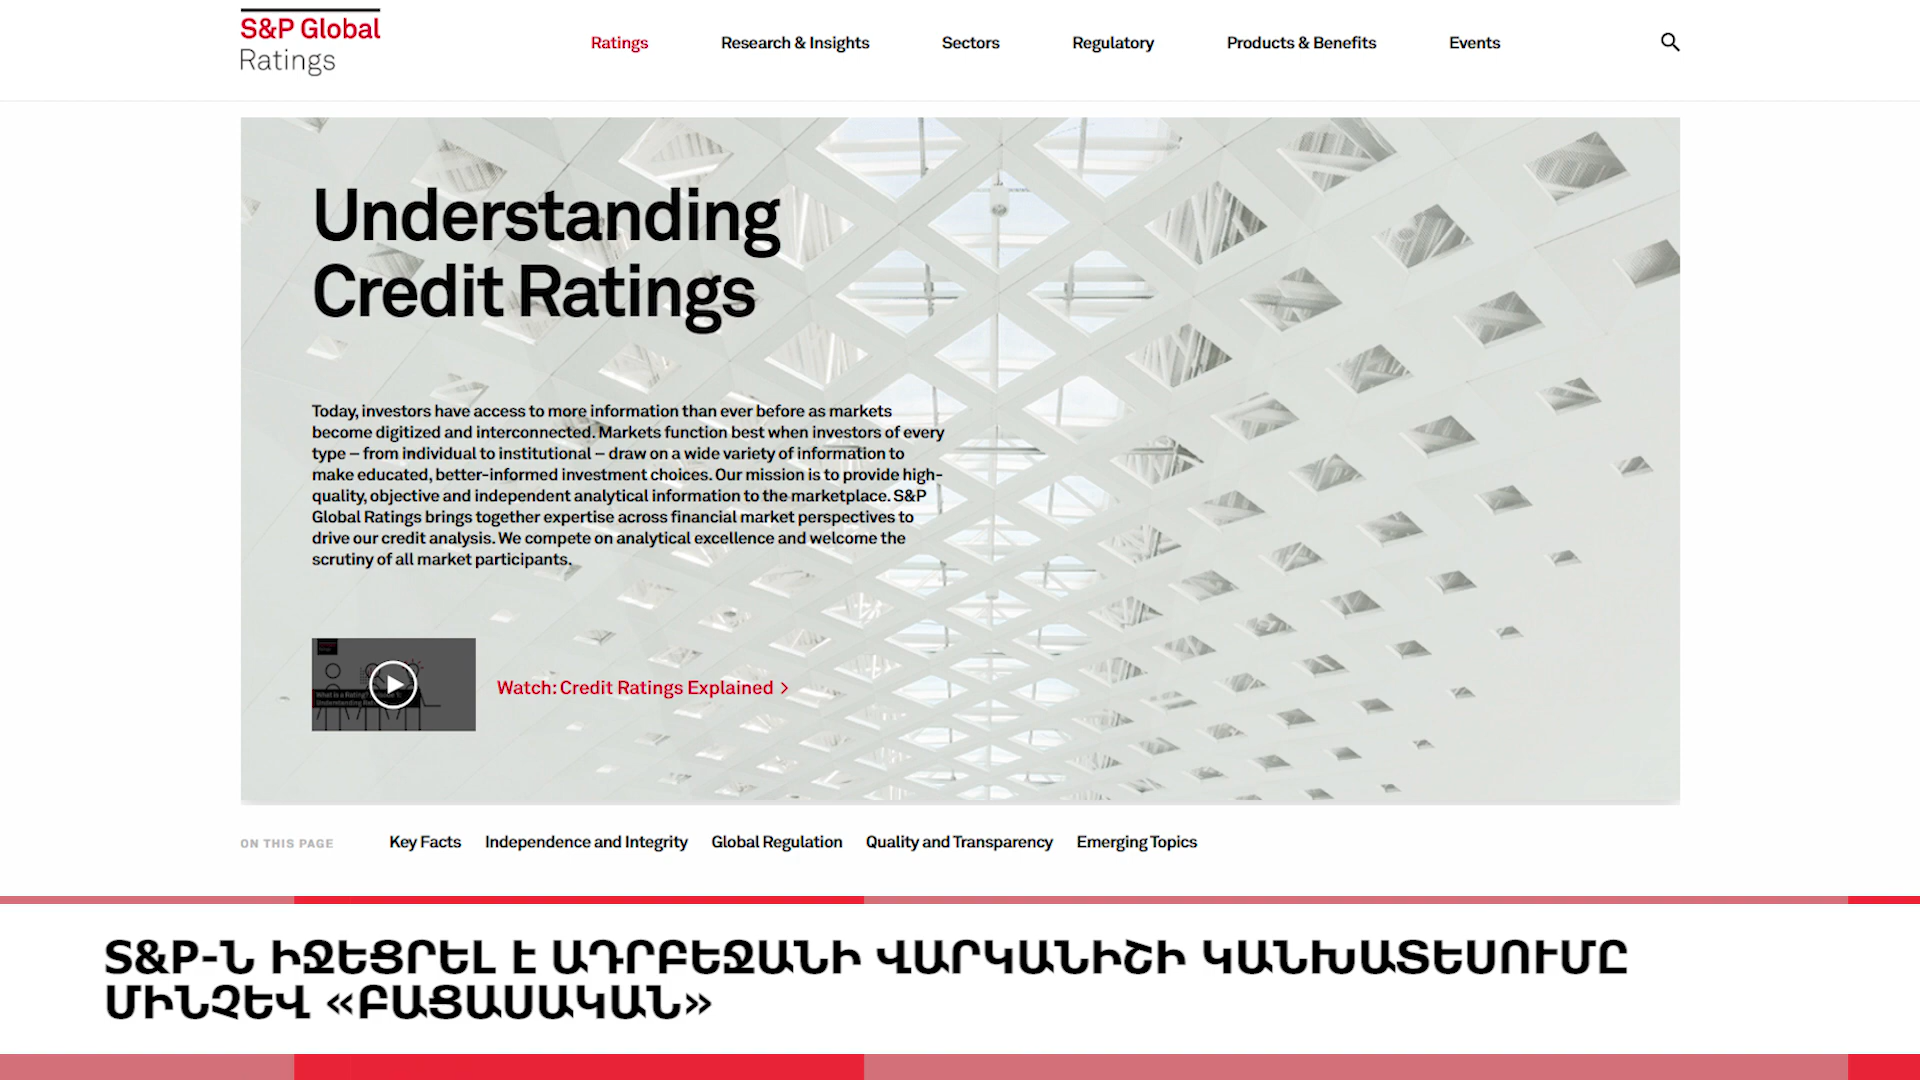 S&P Global
Ratings
Ratings
Research & Insights
Sectors
Regulatory
Products & Benefits
Events
Understanding
Credit Ratings
Today, investors have access to more information than ever before as markets
become digitized and interconnected. Markets function best when investors of every
type – from individual to institutional – draw on a wide variety of information to
make educated, better-informed investment choices. Our mission is to provide high-
quality, objective and independent analytical information to the marketplace. S&P
Global Ratings brings together expertise across financial market perspectives to
drive our credit analysis. We compete on analytical excellence and welcome the
scrutiny of all market participants.
Watch: Credit Ratings Explained >
ON THIS PAGE
Key Facts
Independence and Integrity
Global Regulation
Quality and Transparency
Emerging Topics
S&P-Ն ԻՋԵՑՐԵԼ Է ԱԴՐԲԵՋԱՆԻ ՎԱՐԿԱՆԻՇԻ ԿԱՆԽԱՏԵՍՈՒՄԸ
ՄԻՆՉԵՎ «ԲԱՑԱՍԱԿԱՆ»